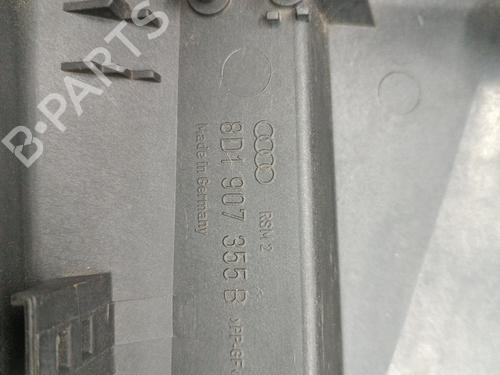 B-PARTS
RSM 2
8D1 907 355 B
Made in Germany